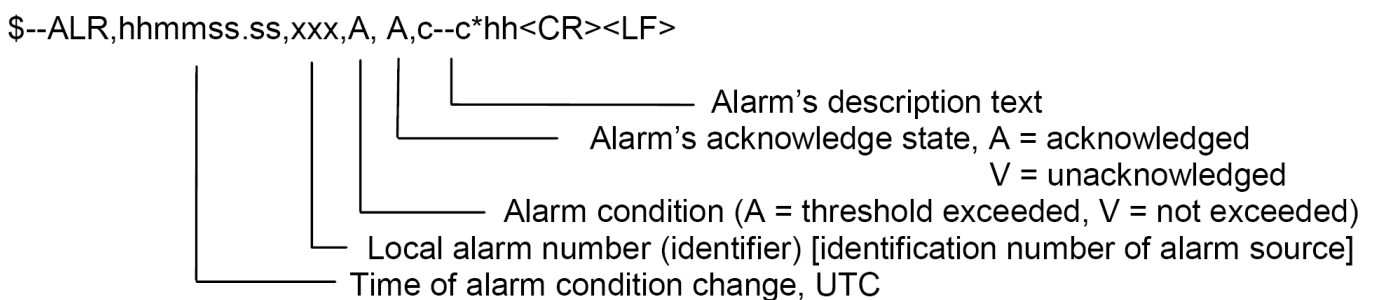 $--ALR,hhmmss.ss,xxx,A, A,c--c*hh<CR><LF>
Alarm's description text
Alarm's acknowledge state, A = acknowledged
V = unacknowledged
Alarm condition (A = threshold exceeded, V = not exceeded)
Local alarm number (identifier) [identification number of alarm source]
Time of alarm condition change, UTC